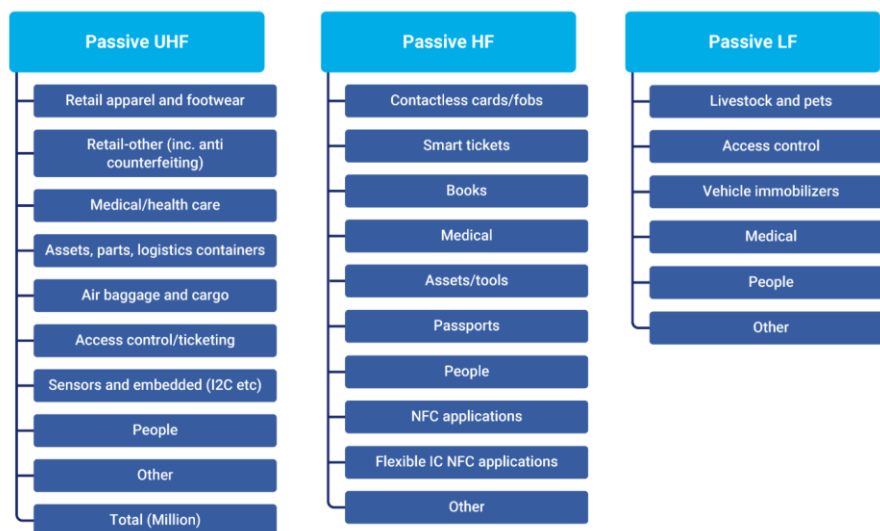 Passive UHF
Retail apparel and footwear
Retail-other (inc. anti
counterfeiting)
Medical/health care
Assets, parts, logistics containers
Air baggage and cargo
Access control/ticketing
Sensors and embedded (I2C etc)
People
Other
Total (Million)
Passive HF
Contactless cards/fobs
Smart tickets
Books
Medical
Assets/tools
Passports
People
NFC applications
Flexible IC NFC applications
Other
Passive LF
Livestock and pets
Access control
Vehicle immobilizers
Medical
People
Other